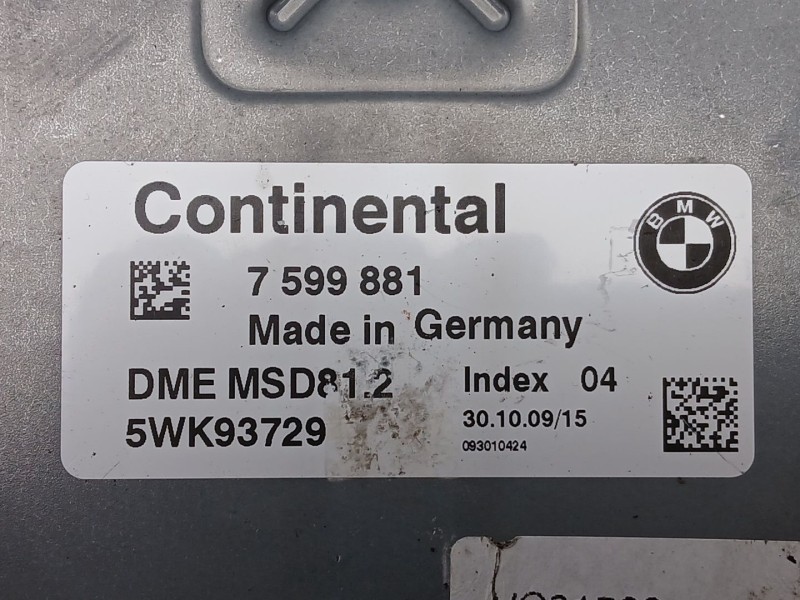 Continental
BMW
7 599 881
Made in Germany
DME MSD81.2 Index 04
5WK93729 30.10.09/15
093010424